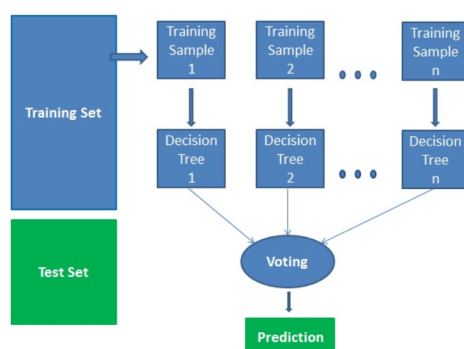 Training Set
Test Set
Training
Sample
1
Training
Sample
2
Training
Sample
n
Decision
Tree
1
Decision
Tree
2
Decision
Tree
n
Voting
Prediction